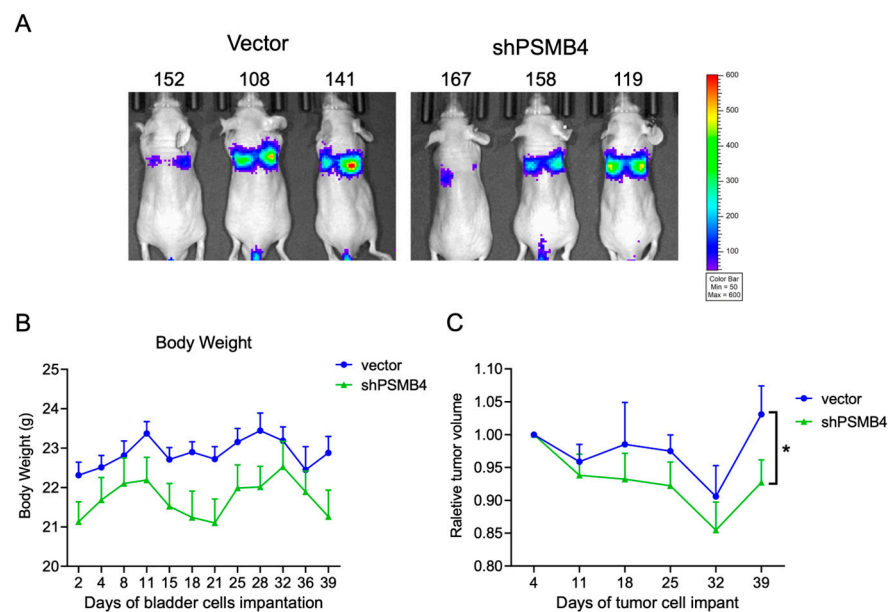 A
Vector
shPSMB4
152 108 141 167 158 119
600
500
400
300
200
100
Color Bar
Min = 50
Max = 600
B
Body Weight
vector
shPSMB4
Body Weight (g)
25
24
23
22
21
20
2 4 8 11 15 18 21 25 28 32 36 39
Days of bladder cells impantation
C
vector
shPSMB4
*
Raletive tumor volume
1.10
1.05
1.00
0.95
0.90
0.85
0.80
4 11 18 25 32 39
Days of tumor cell impant